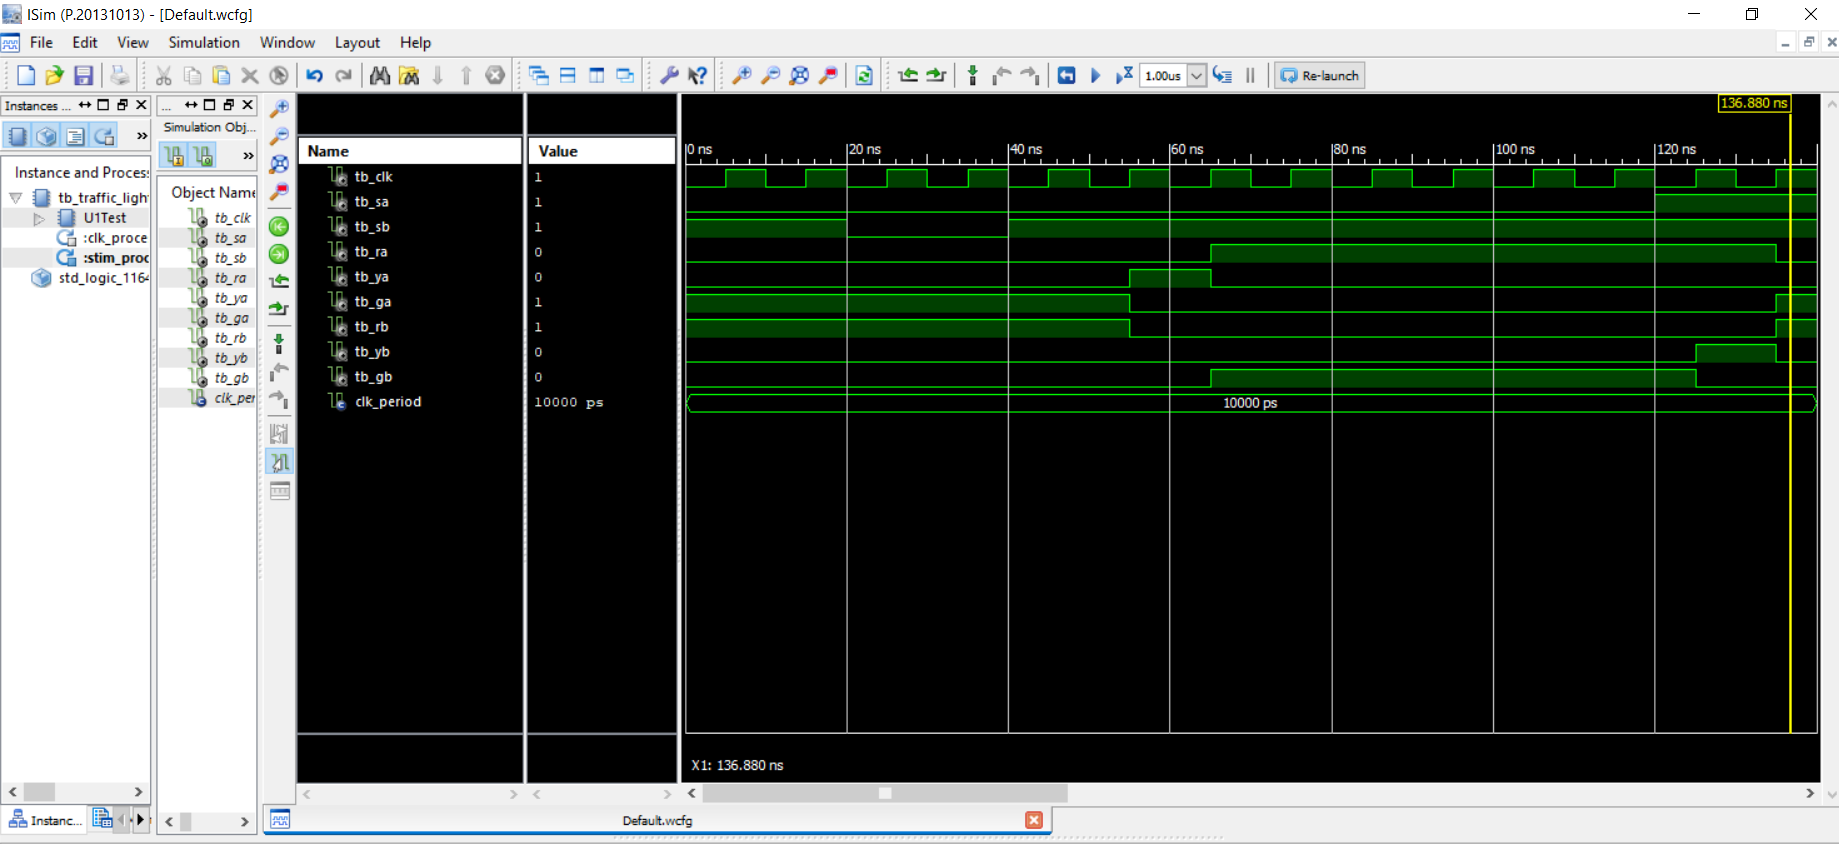 ISim (P.20131013) - [Default.wcfg]
File Edit View Simulation Window Layout Help
1.00us
Re-launch
Instances ...
...
Simulation Obj...
»
»
Instance and Process
tb_traffic_light
U1Test
:clk_proce
:stim_proc
std_logic_1164
Object Name
tb_clk
tb_sa
tb_sb
tb_ra
tb_ya
tb_ga
tb_rb
tb_yb
tb_gb
clk_per
Name Value
tb_clk 1
tb_sa 1
tb_sb 1
tb_ra 0
tb_ya 0
tb_ga 1
tb_rb 1
tb_yb 0
tb_gb 0
clk_period 10000 ps
136.880 ns
0 ns 20 ns 40 ns 60 ns 80 ns 100 ns 120 ns
10000 ps
X1: 136.880 ns
Instanc...
Default.wcfg